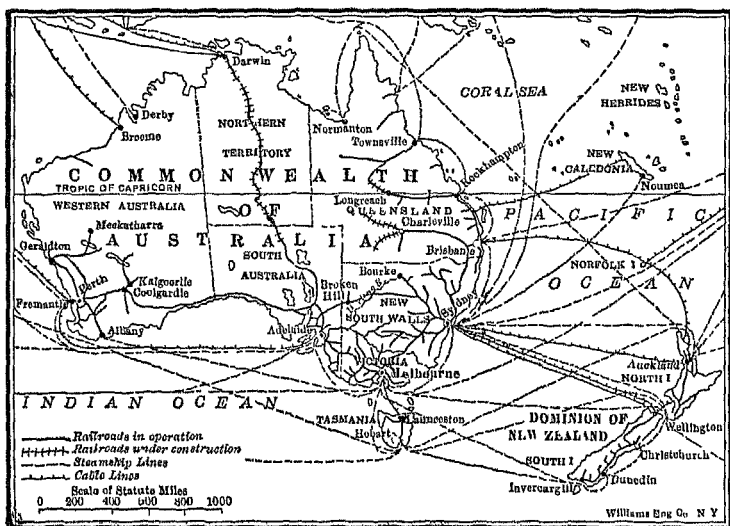 Darwin
CORAL SEA
NEW
HEBRIDES
Derby
Broome
NORTHERN
TERRITORY
Normanton
Townsville
Rockhampton
NEW
CALEDONIA
Noumea
COMMONWEALTH
TROPIC OF CAPRICORN
WESTERN AUSTRALIA
OF
Longreach
QUEENSLAND
Charleville
PACIFIC
Meekatharra
AUSTRALIA
Brisban
Geraldton
SOUTH
AUSTRALIA
Bourke
NORFOLK I
OCEAN
Perth
Kalgoorlie
Coolgardie
Broken
Hill
NEW
SOUTH WALLS
Sydney
Fremantle
Albany
Adelaide
Auckland
NORTH I
VICTORIA
Melbourne
INDIAN OCEAN
TASMANIA
Launceston
Hobart
DOMINION OF
NLW ZEALAND
Wellington
SOUTH I
Christchurch
Dunedin
Invercargill
Railroads in operation
Railroads under construction
Steamship Lines
Cable Lines
Scale of Statute Miles
0 200 400 600 800 1000
Williams Eng Co N Y